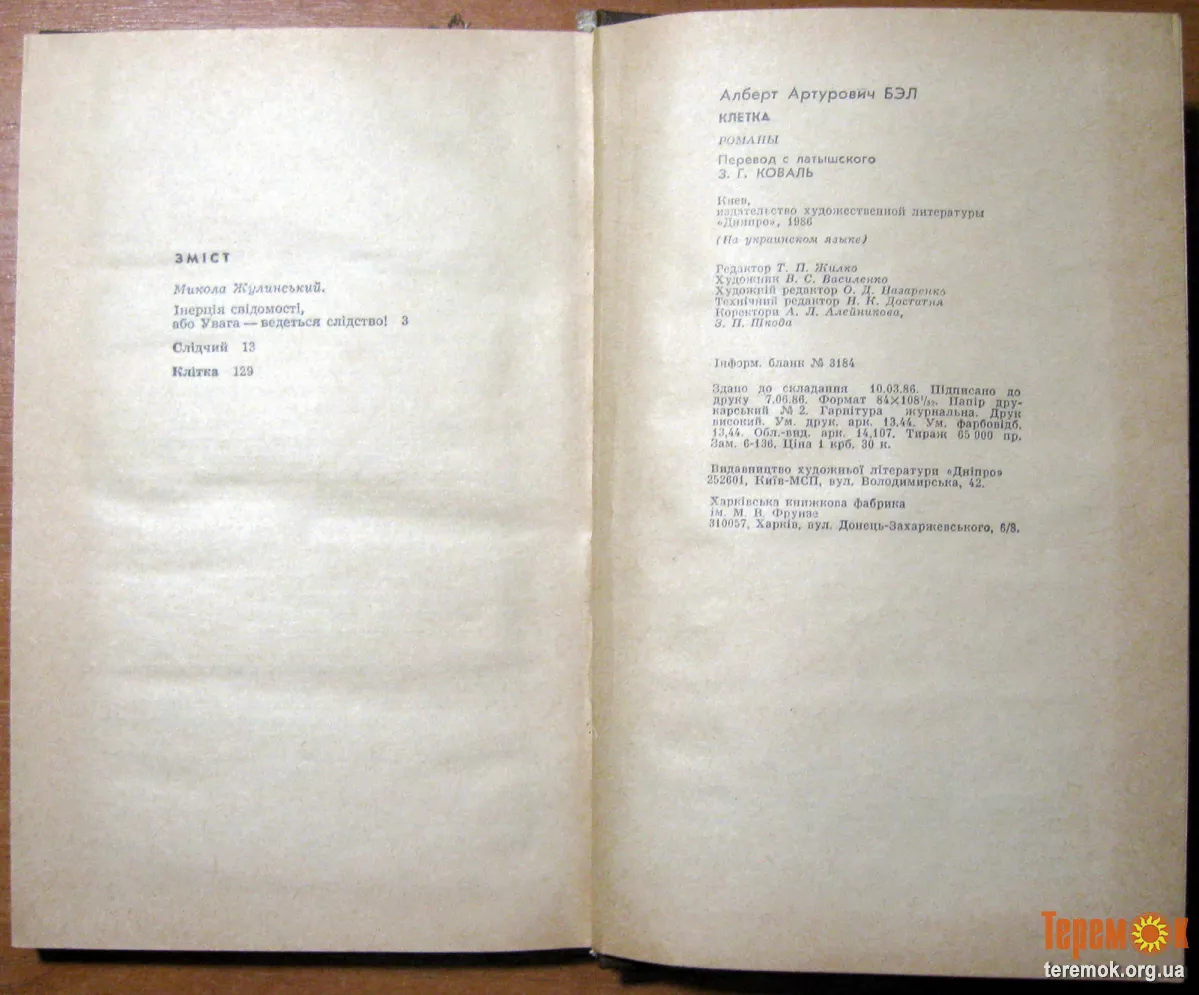 ЗМІСТ
Микола Жулинський.
Інерція свідомості,
або Увага — ведеться слідство! 3
Слідчий 13
Клітка 129
Алберт Артурович БЭЛ
КЛЕТКА
РОМАНЫ
Перевод с латышского
З. Г. КОВАЛЬ
Киев,
издательство художественной литературы
«Дніпро», 1986
(На украинском языке)
Редактор Т. П. Жилко
Художник В. С. Василенко
Художній редактор О. Д. Назаренко
Технічний редактор Н. К. Достатня
Коректори А. Л. Алейникова,
З. П. Школа
Інформ. бланк № 3184
Здано до складання 10.03.86. Підписано до
друку 7.06.86. Формат 84×108¹/₃₂. Папір дру-
карський № 2. Гарнітура журнальна. Друк
високий. Ум. друк. арк. 13,44. Ум. фарбовідб.
13,44. Обл.-вид. арк. 14,107. Тираж 65 000 пр.
Зам. 6-136. Ціна 1 крб. 30 к.
Видавництво художньої літератури «Дніпро»
252601, Київ-МСП, вул. Володимирська, 42.
Харківська книжкова фабрика
ім. М. В. Фрунзе
310057, Харків, вул. Донець-Захаржевського, 6/8.
Теремок
teremok.org.ua